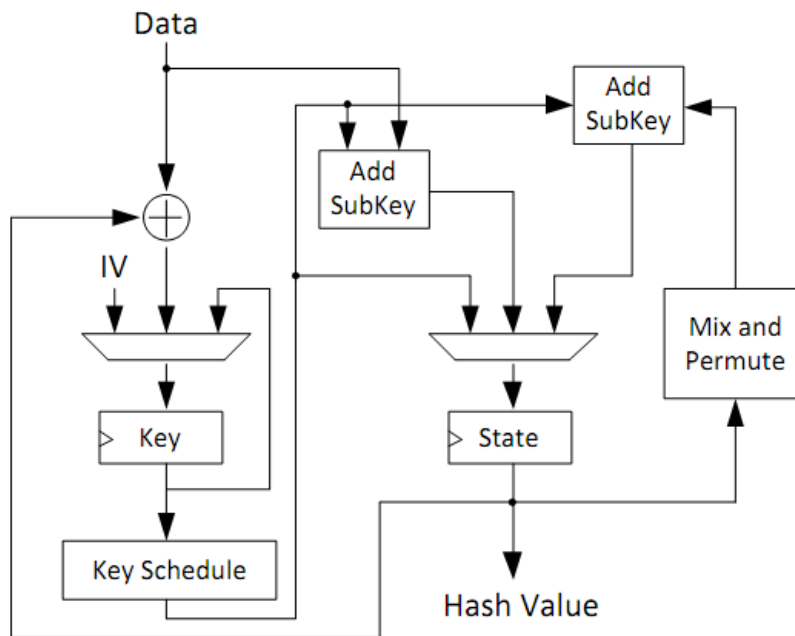 Data
Add
SubKey
Add
SubKey
IV
Mix and
Permute
Key
State
Key Schedule
Hash Value